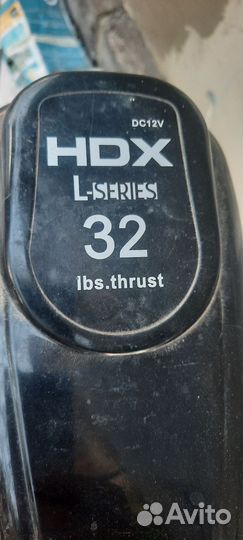 DC12V
HDX
L-SERIES
32
lbs.thrust
Avito